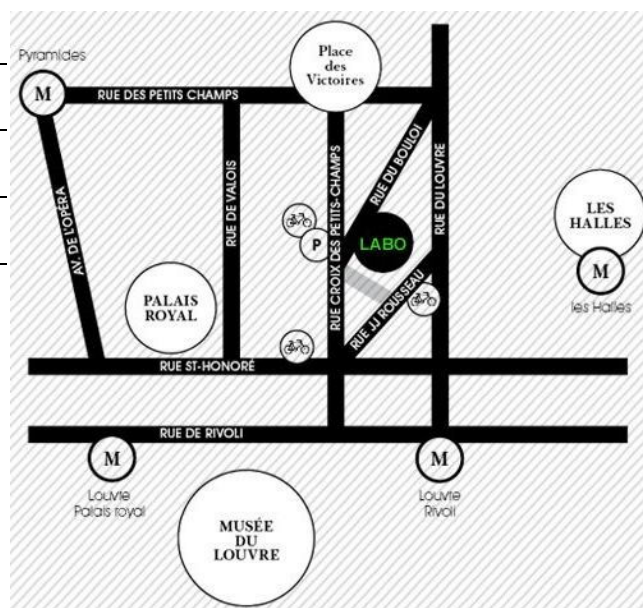 Place
des
Victoires
Pyramides
M
RUE DES PETITS CHAMPS
AV. DE L'OPÉRA
RUE DE VALOIS
RUE CROIX DES PETITS-CHAMPS
RUE DU BOULOI
RUE DU LOUVRE
P
LABO
LES
HALLES
M
les Halles
PALAIS
ROYAL
RUE JJ ROUSSEAU
RUE ST-HONORÉ
RUE DE RIVOLI
M
Louvre
Palais royal
M
Louvre
Rivoli
MUSÉE
DU
LOUVRE